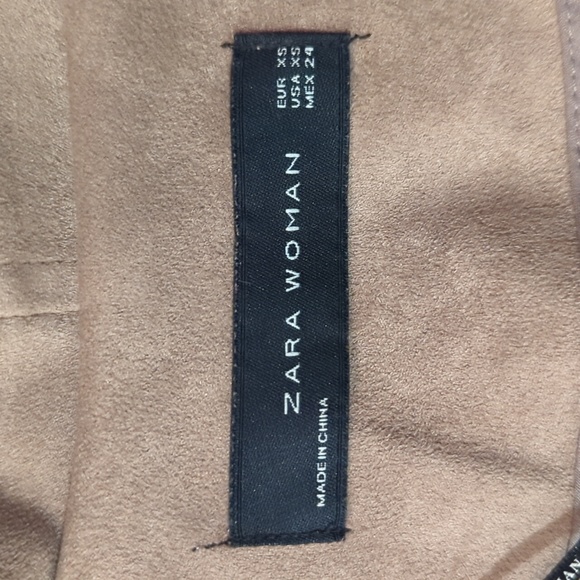 ZARA WOMAN
MADE IN CHINA
EUR XS
USA XS
MEX 24